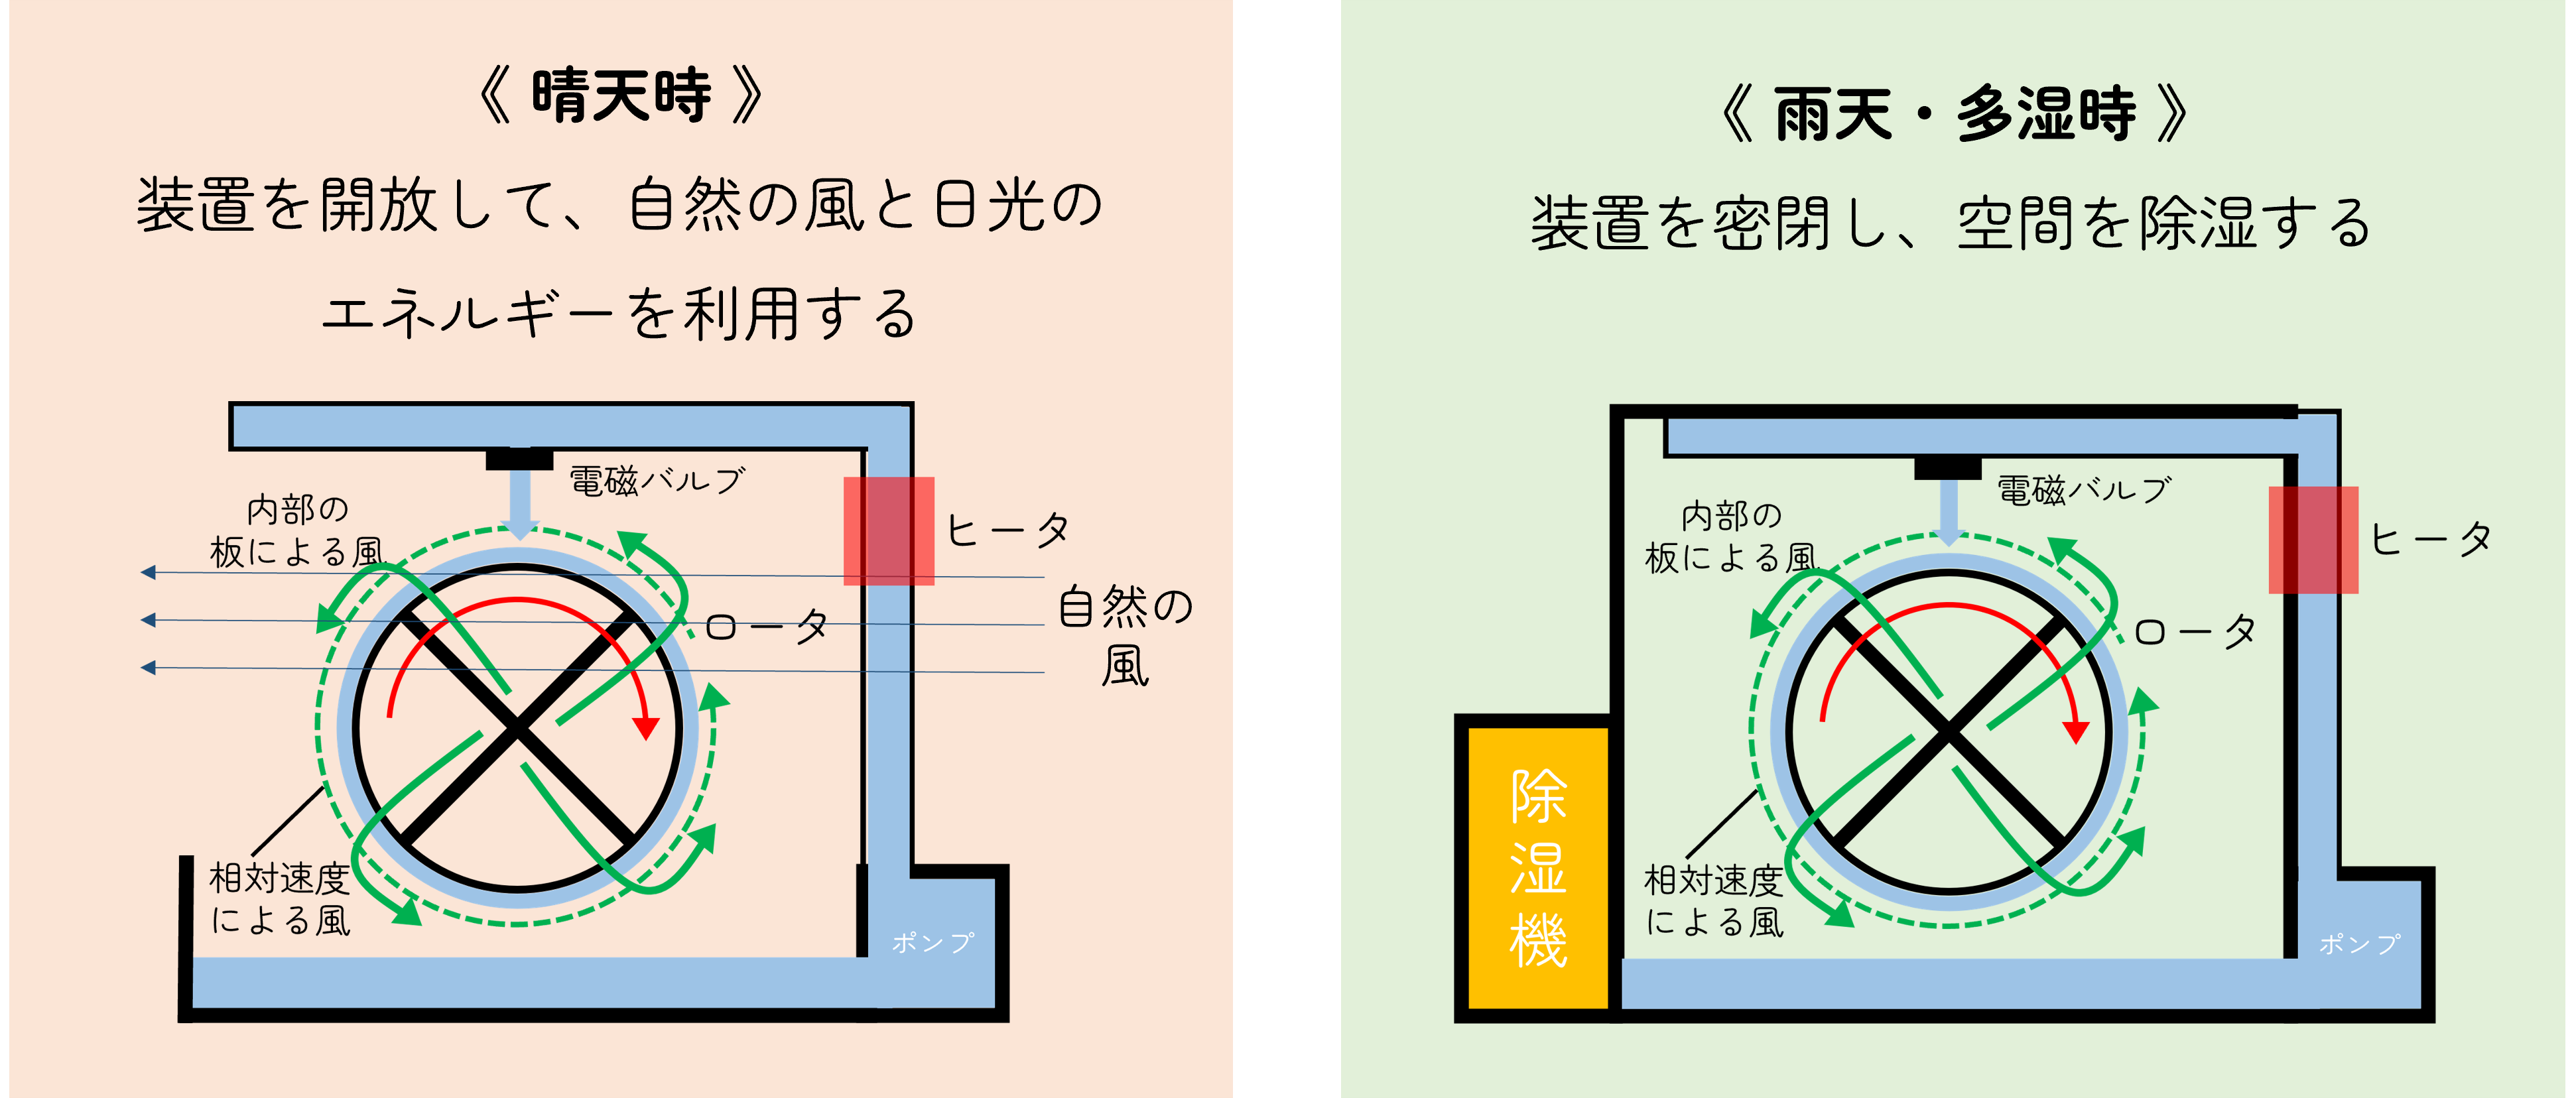 《 晴天時 》
装置を開放して、自然の風と日光の
エネルギーを利用する
電磁バルブ
内部の
板による風
ヒータ
自然の
風
ロータ
相対速度
による風
ポンプ
《 雨天・多湿時 》
装置を密閉し、空間を除湿する
電磁バルブ
内部の
板による風
ヒータ
ロータ
除湿機
相対速度
による風
ポンプ